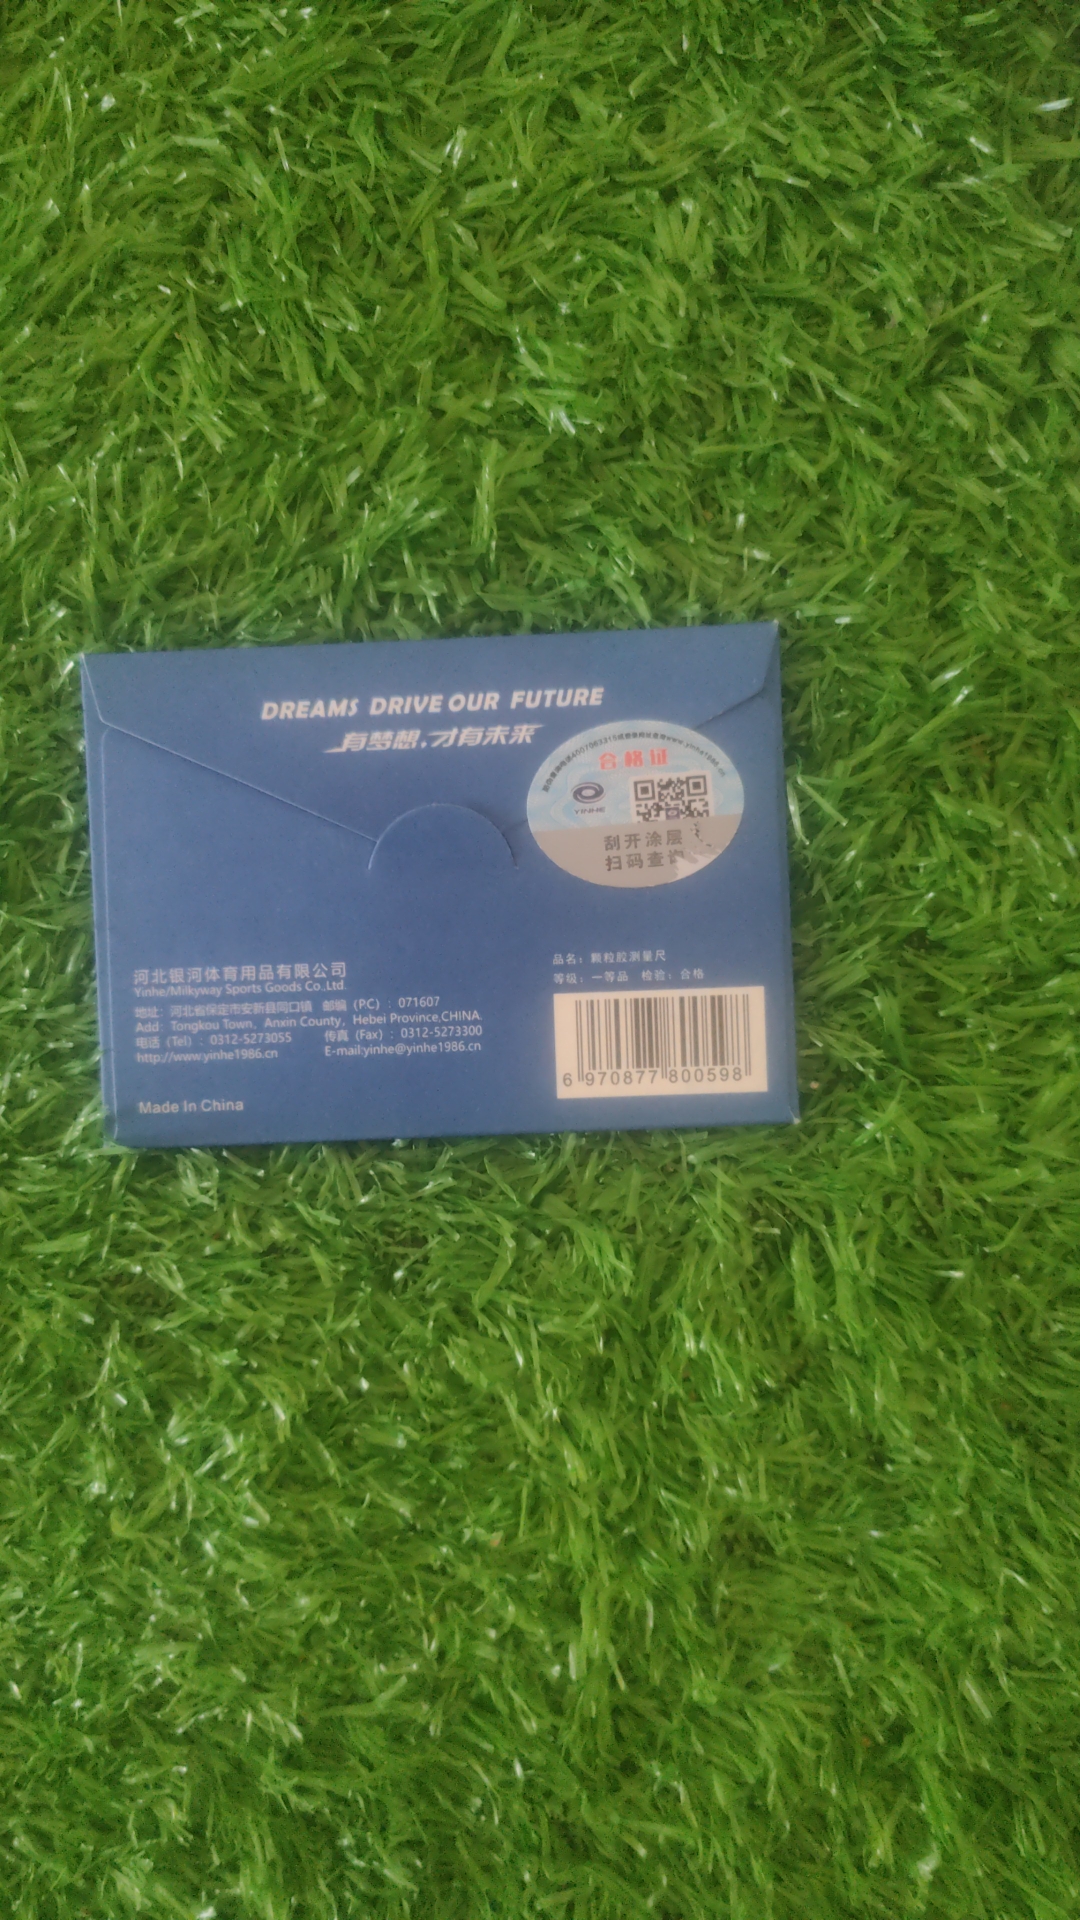 DREAMS DRIVE OUR FUTURE
有梦想,才有未来
合格证
YINHE
刮开涂层
扫码查询
品名：颗粒胶测量尺
等级：一等品 检验：合格
河北银河体育用品有限公司
Yinhe/Milkyway Sports Goods Co.,Ltd.
地址：河北省保定市安新县同口镇 邮编（P.C）：071607
Add：Tongkou Town，Anxin County，Hebei Province,CHINA.
电话（Tel）：0312-5273055 传真（Fax）：0312-5273300
http://www.yinhe1986.cn E-mail:yinhe@yinhe1986.cn
Made In China
6 970877 800598